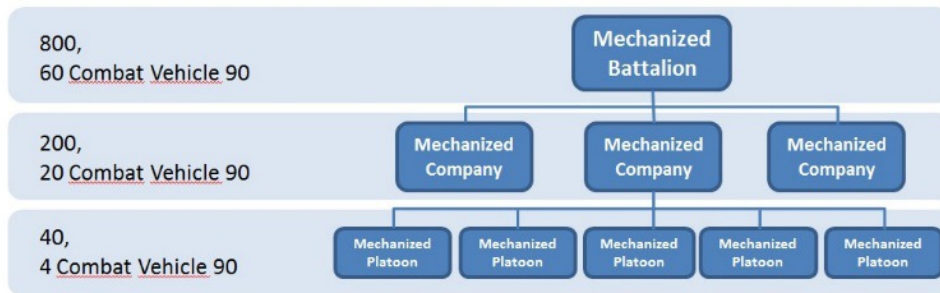 800,
60 Combat Vehicle 90
Mechanized
Battalion
200,
20 Combat Vehicle 90
Mechanized
Company
Mechanized
Company
Mechanized
Company
40,
4 Combat Vehicle 90
Mechanized
Platoon
Mechanized
Platoon
Mechanized
Platoon
Mechanized
Platoon
Mechanized
Platoon